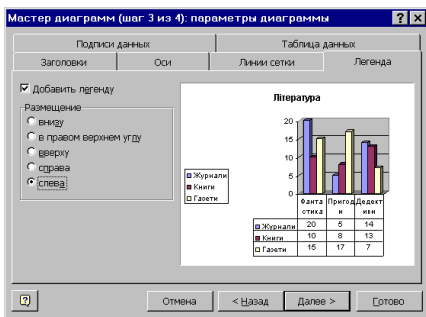 Мастер диаграмм (шаг 3 из 4): параметры диаграммы
Подписи данных
Таблица данных
Заголовки
Оси
Линии сетки
Легенда
Добавить легенду
Размещение
внизу
в правом верхнем углу
вверху
справа
слева
Література
20
15
10
5
0
Журнали
Книги
Газети
Фанта Пригод Дедект
стика и иви
Журнали 20 5 14
Книги 10 8 13
Газети 15 17 7
Отмена
< Назад
Далее >
Готово